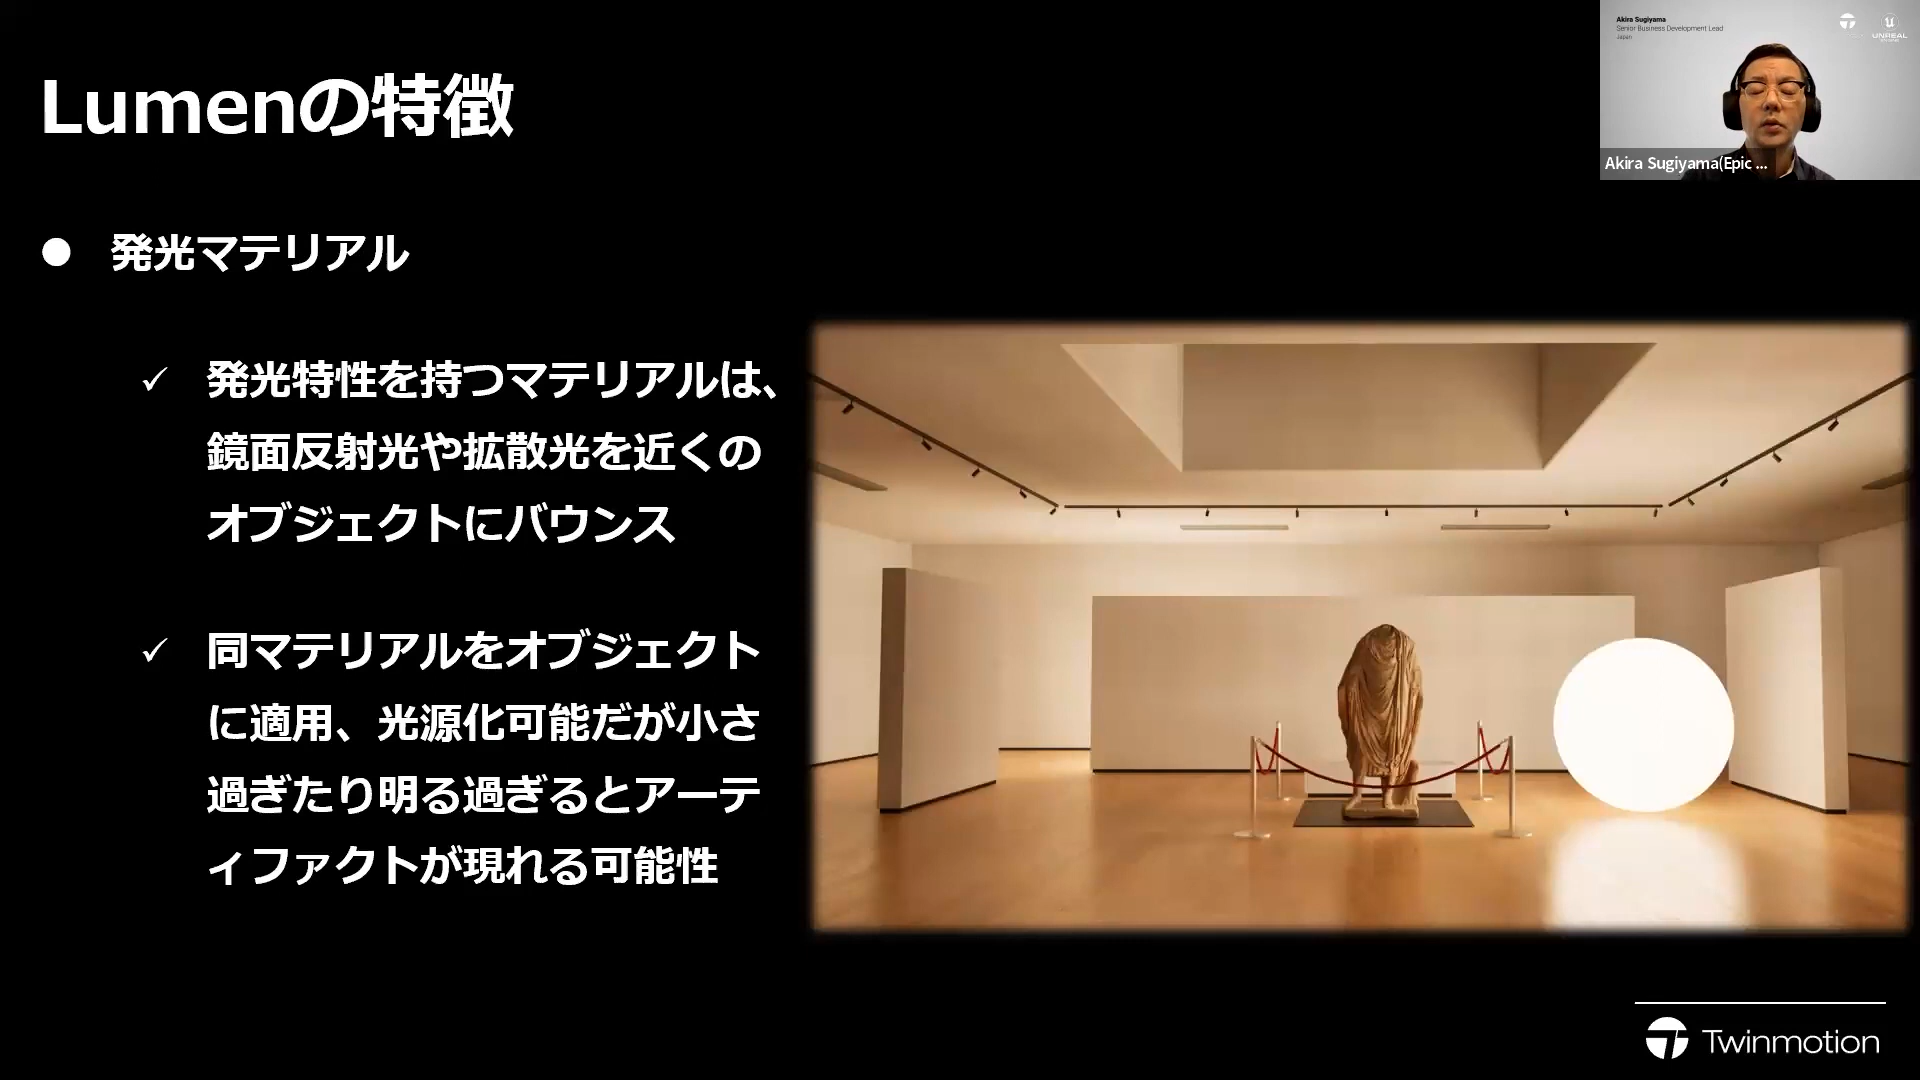 Lumenの特徴
● 発光マテリアル
✓ 発光特性を持つマテリアルは、
鏡面反射光や拡散光を近くの
オブジェクトにバウンス
✓ 同マテリアルをオブジェクト
に適用、光源化可能だが小さ
過ぎたり明る過ぎるとアーテ
ィファクトが現れる可能性
Akira Sugiyama
Senior Business Development Lead
Japan
UNREAL
Akira Sugiyama(Epic ...
Twinmotion